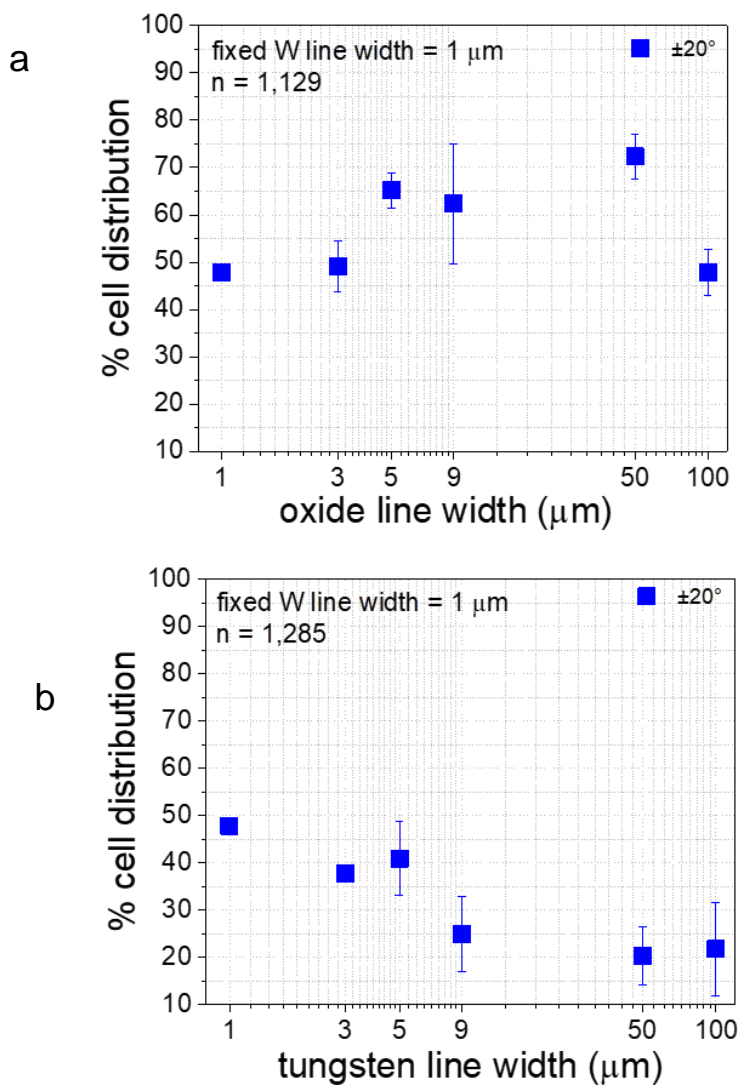 a
100
90
80
70
60
50
40
30
20
10
% cell distribution
fixed W line width = 1 μm
n = 1,129
±20°
1 3 5 9 50 100
oxide line width (μm)
b
100
90
80
70
60
50
40
30
20
10
% cell distribution
fixed W line width = 1 μm
n = 1,285
±20°
1 3 5 9 50 100
tungsten line width (μm)